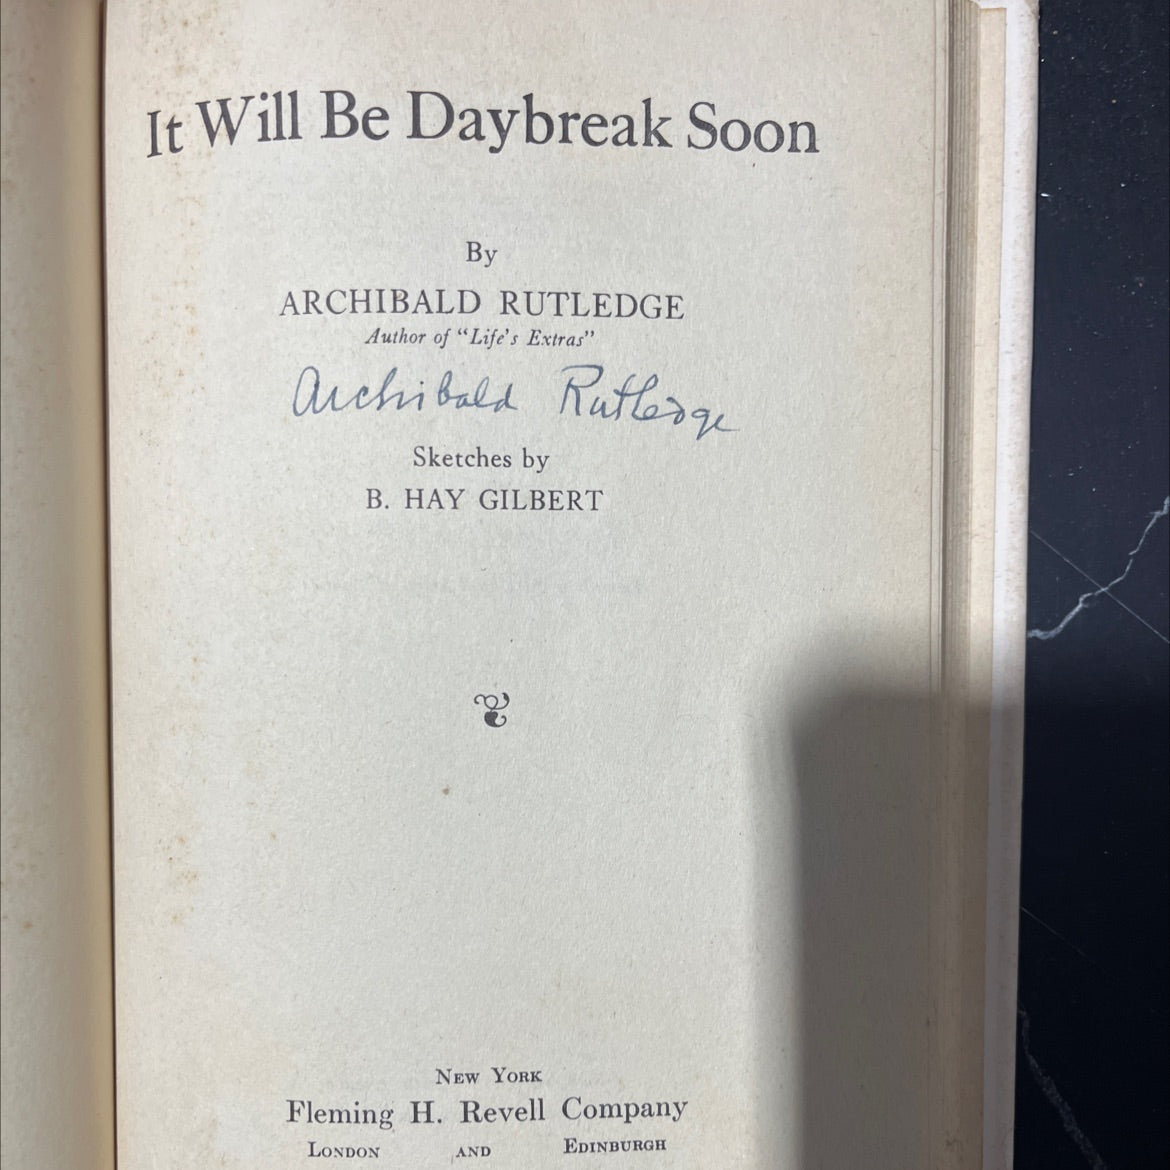 It Will Be Daybreak Soon
By
ARCHIBALD RUTLEDGE
Author of "Life's Extras"
Archibald Rutledge
Sketches by
B. HAY GILBERT
NEW YORK
Fleming H. Revell Company
LONDON AND EDINBURGH